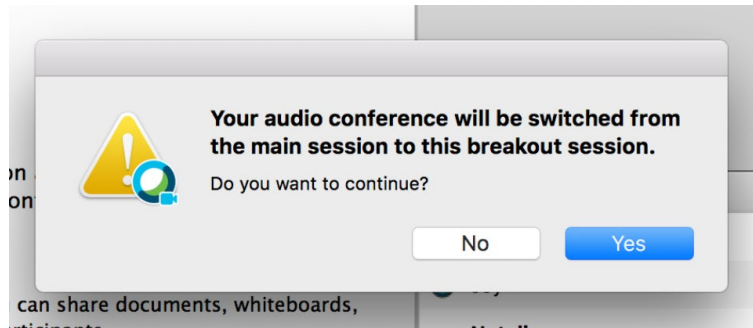 Your audio conference will be switched from
the main session to this breakout session.
Do you want to continue?
No
Yes
can share documents, whiteboards,